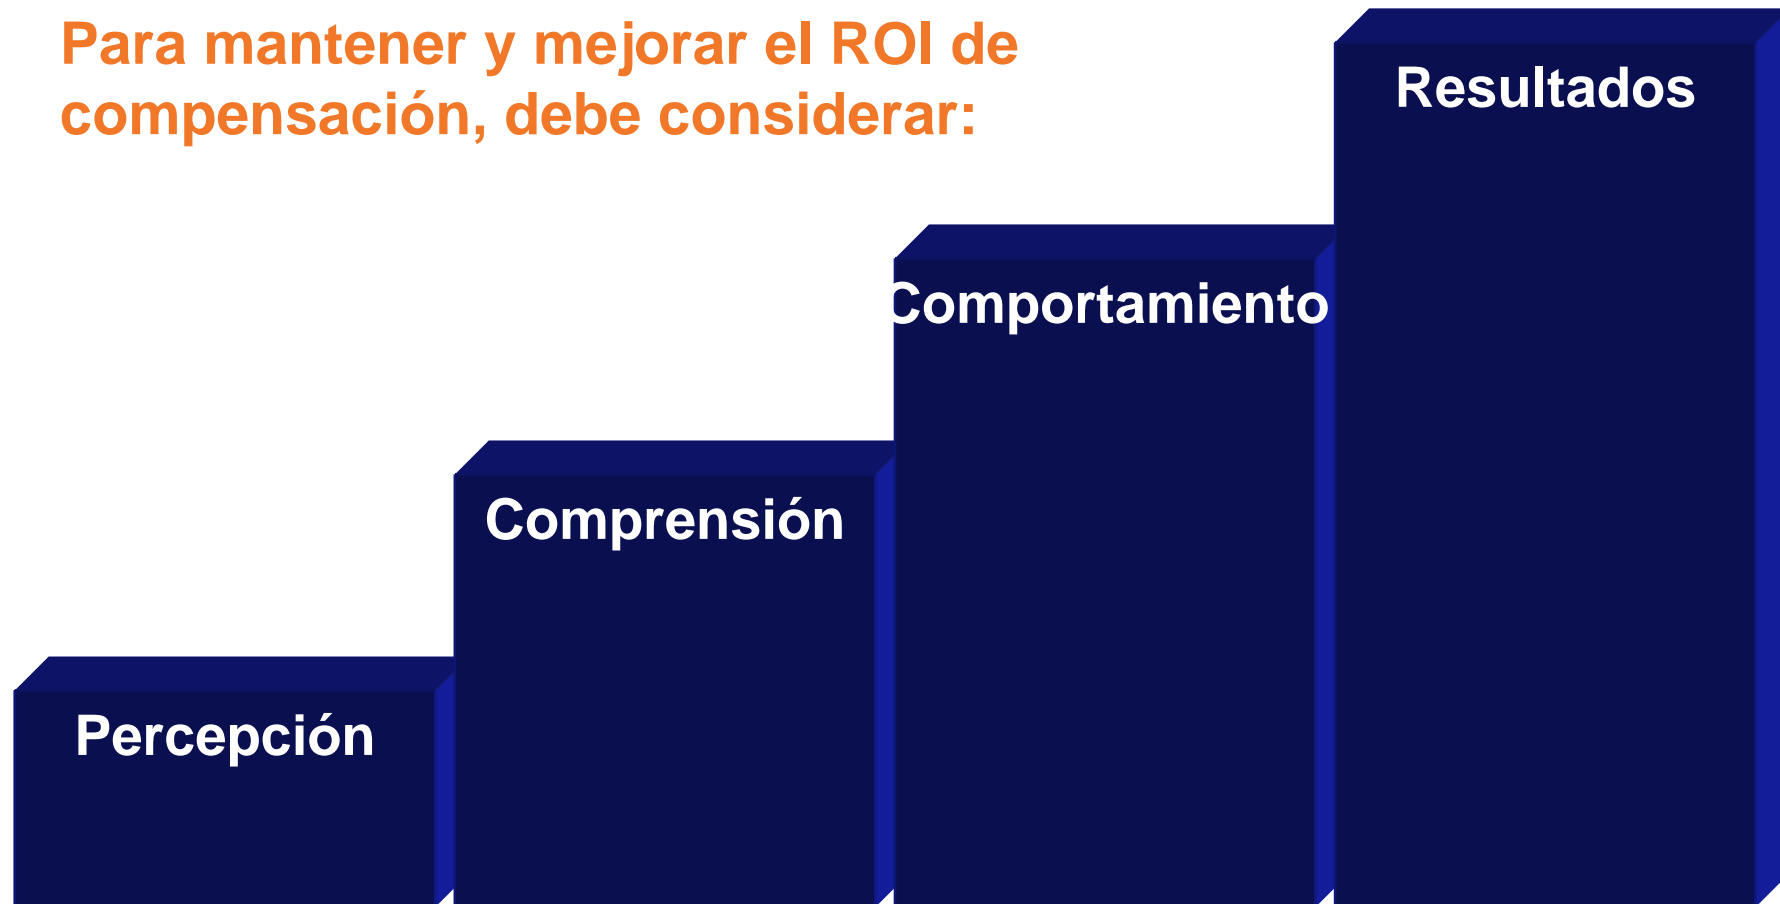 Para mantener y mejorar el ROI de
compensación, debe considerar:
Resultados
Comportamiento
Comprensión
Percepción